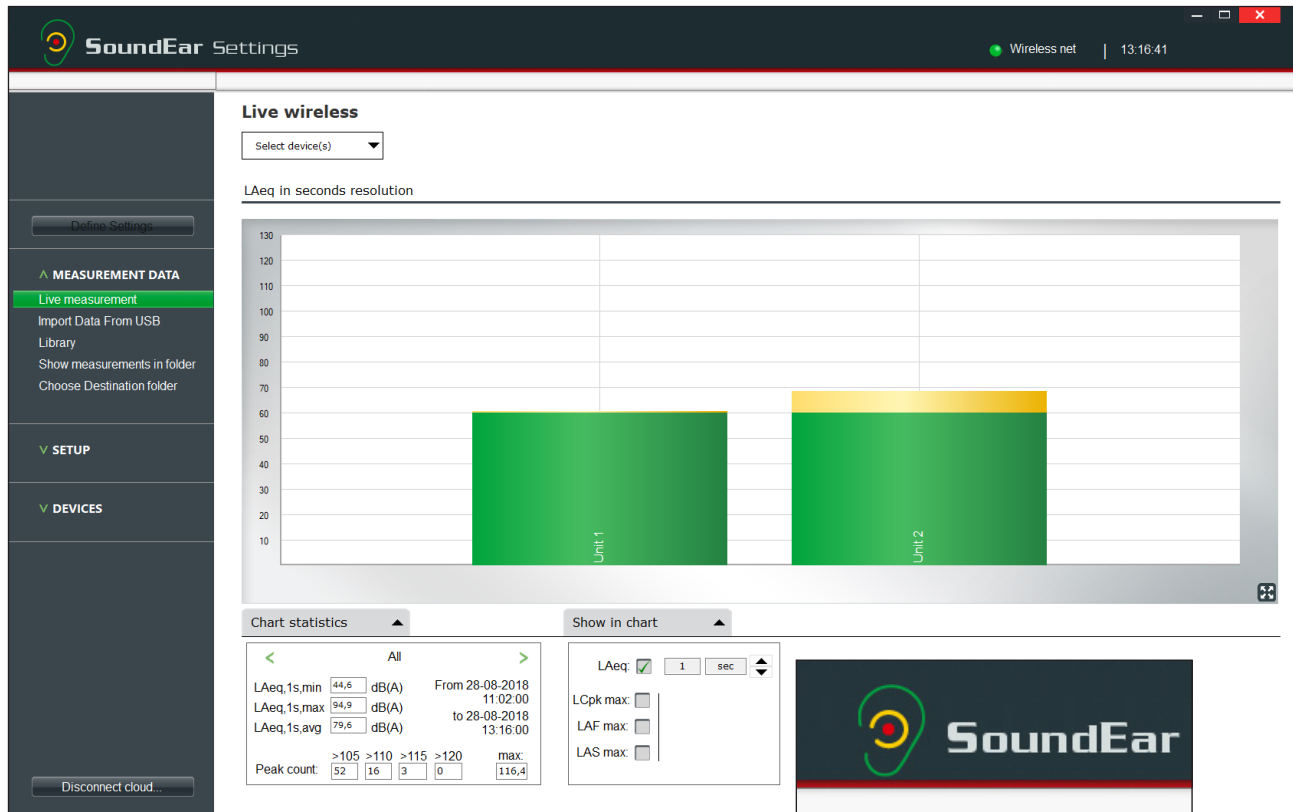 SoundEar Settings
Wireless net | 13:16:41
Live wireless
Select device(s)
LAeq in seconds resolution
Define Settings
MEASUREMENT DATA
Live measurement
Import Data From USB
Library
Show measurements in folder
Choose Destination folder
SETUP
DEVICES
Disconnect cloud...
130
120
110
100
90
80
70
60
50
40
30
20
10
Unit 1
Unit 2
Chart statistics
< All >
LAeq,1s,min 44,6 dB(A)
LAeq,1s,max 94,9 dB(A)
LAeq,1s,avg 79,6 dB(A)
From 28-08-2018
11:02:00
to 28-08-2018
13:16:00
>105 >110 >115 >120 max:
Peak count: 52 16 3 0 116,4
Show in chart
LAeq: 1 sec
LCpk max:
LAF max:
LAS max:
SoundEar